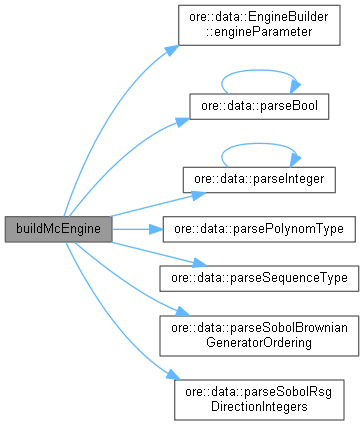 ore::data::EngineBuilder
::engineParameter
ore::data::parseBool
ore::data::parseInteger
buildMcEngine
ore::data::parsePolynomType
ore::data::parseSequenceType
ore::data::parseSobolBrownian
GeneratorOrdering
ore::data::parseSobolRsg
DirectionIntegers